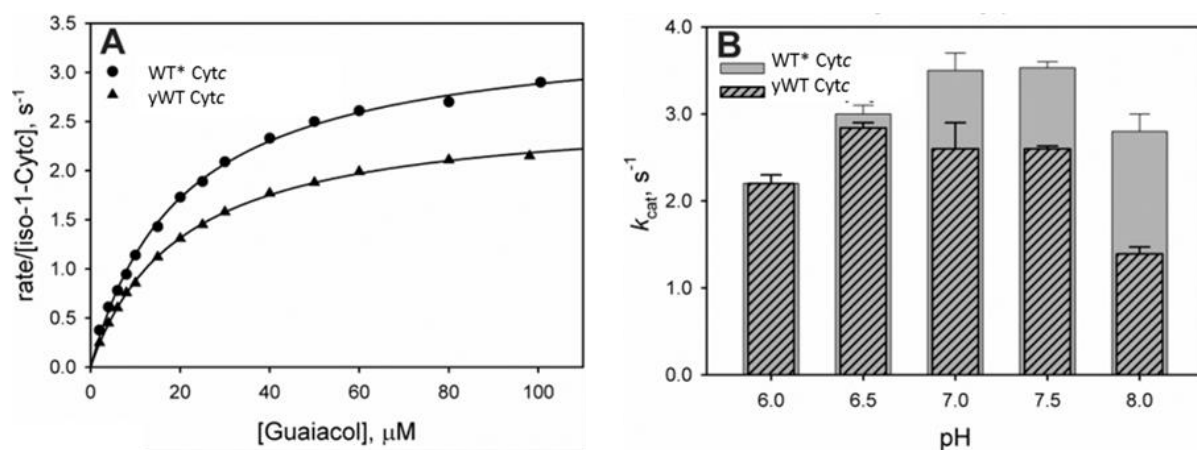 A
WT* Cytc
yWT Cytc
rate/[iso-1-Cytc], s⁻¹
3.5
3.0
2.5
2.0
1.5
1.0
0.5
0.0
0 20 40 60 80 100
[Guaiacol], μM
B
WT* Cytc
yWT Cytc
kcat, s⁻¹
4.0
3.0
2.0
1.0
0.0
6.0 6.5 7.0 7.5 8.0
pH